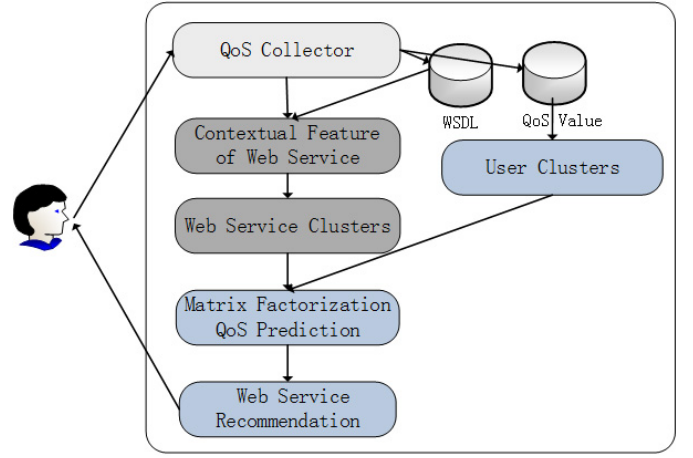 QoS Collector
WSDL
QoS Value
Contextual Feature
of Web Service
User Clusters
Web Service Clusters
Matrix Factorization
QoS Prediction
Web Service
Recommendation